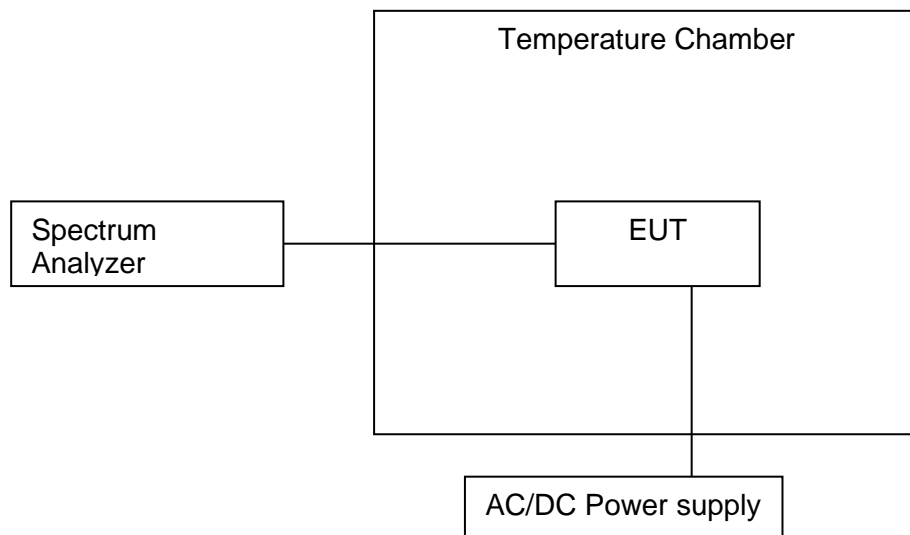 Temperature Chamber
Spectrum
Analyzer
EUT
AC/DC Power supply